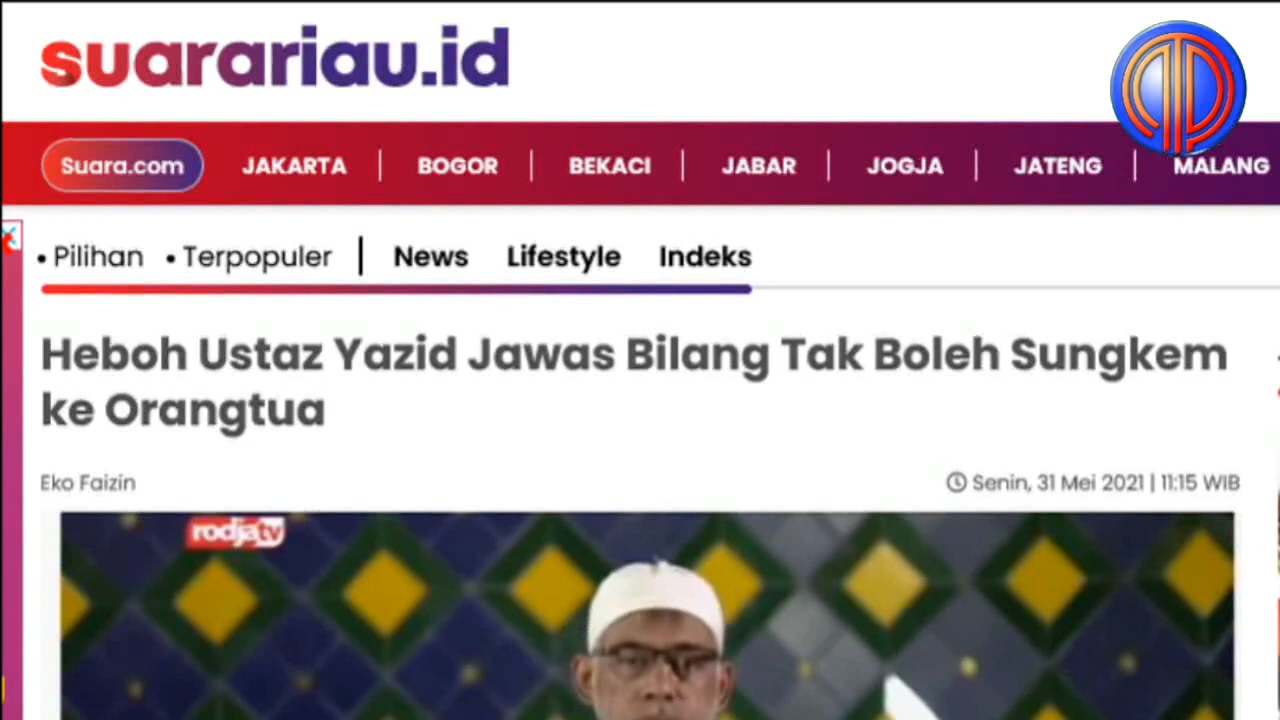 suarariau.id
Suara.com JAKARTA | BOGOR | BEKACI | JABAR | JOGJA | JATENG | MALANG
• Pilihan • Terpopuler | News Lifestyle Indeks
Heboh Ustaz Yazid Jawas Bilang Tak Boleh Sungkem
ke Orangtua
Eko Faizin Senin, 31 Mei 2021 | 11:15 WIB
rodjatv